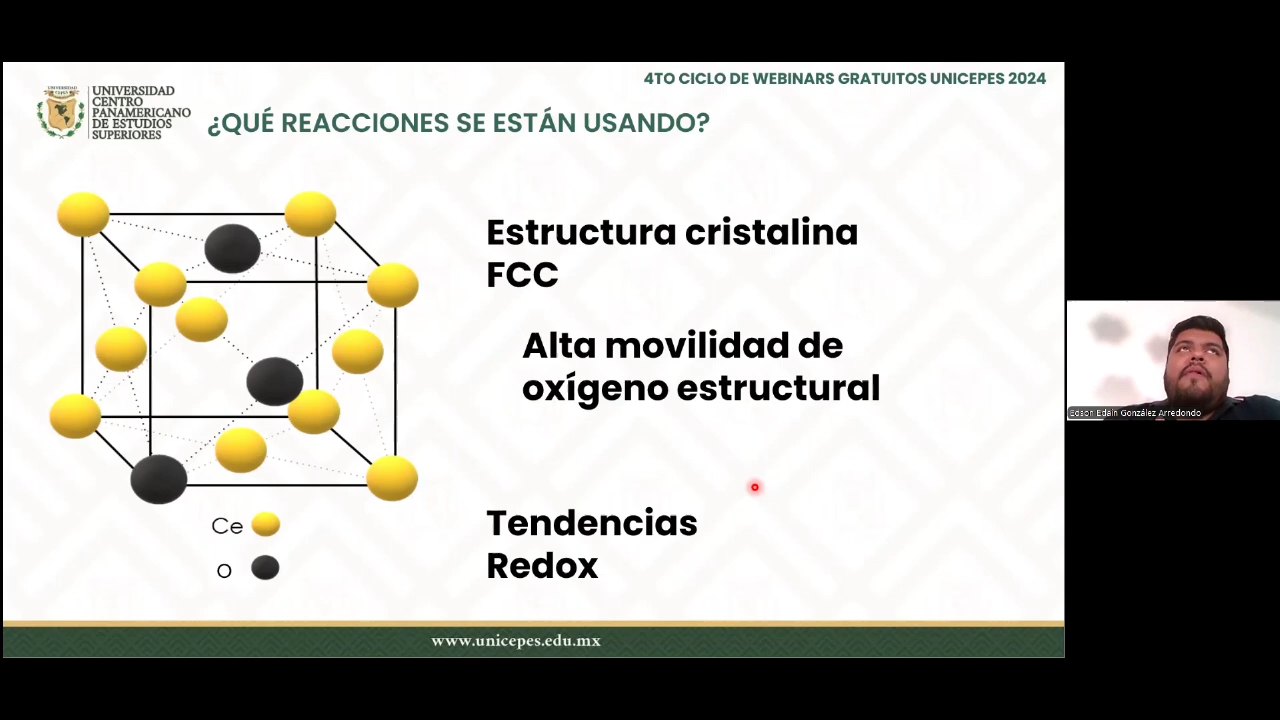 4TO CICLO DE WEBINARS GRATUITOS UNICEPES 2024
UNIVERSIDAD
CENTRO
PANAMERICANO
DE ESTUDIOS
SUPERIORES
¿QUÉ REACCIONES SE ESTÁN USANDO?
Estructura cristalina
FCC
Alta movilidad de
oxígeno estructural
Tendencias
Redox
Ce
O
www.unicepes.edu.mx
Edson Edain González Arredondo